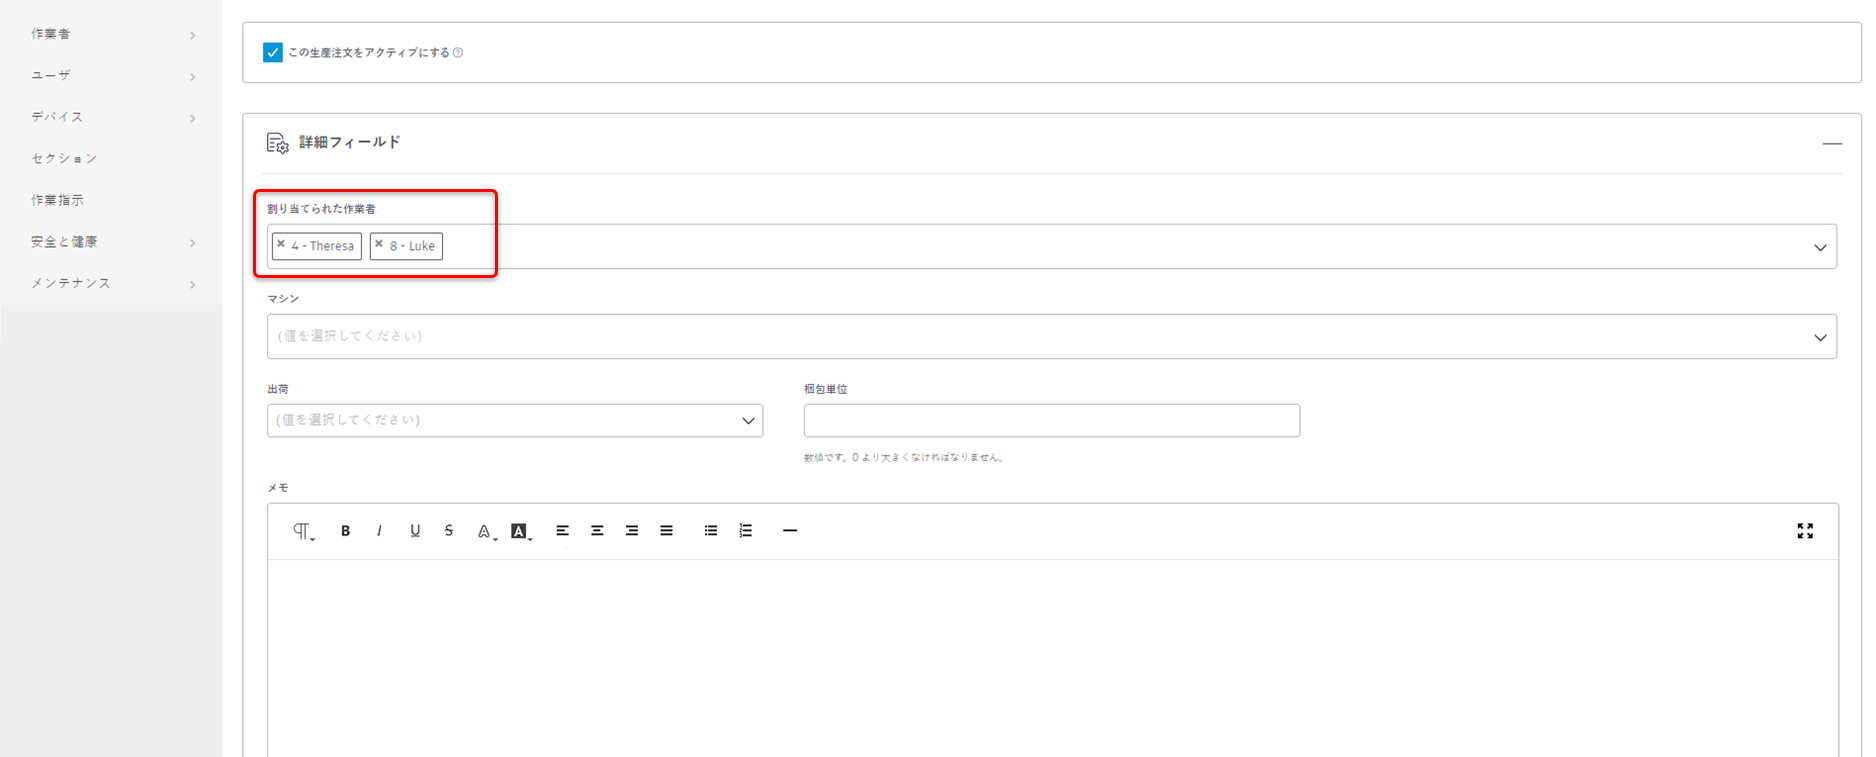 作業者
ユーザ
デバイス
セクション
作業指示
安全と健康
メンテナンス
この生産注文をアクティブにする
詳細フィールド
割り当てられた作業者
× 4 - Theresa × 8 - Luke
マシン
(値を選択してください)
出荷
(値を選択してください)
梱包単位
数値です。0 より大きくなければなりません。
メモ